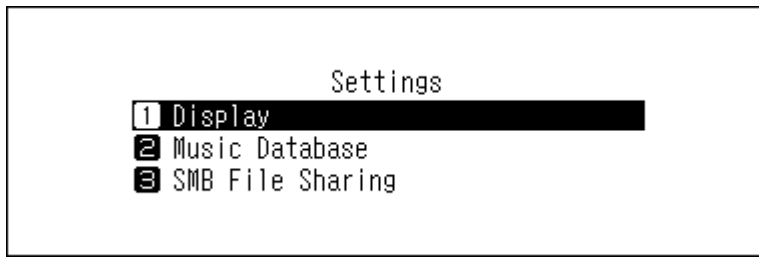 Settings
1 Display
2 Music Database
3 SMB File Sharing